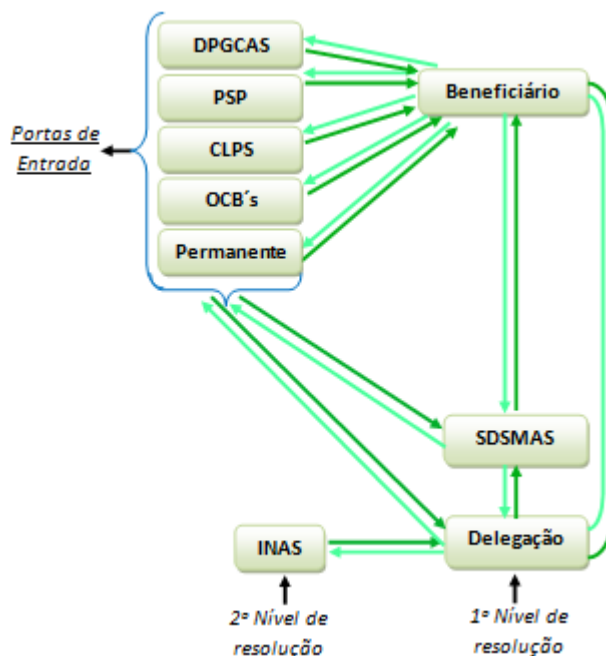 DPGCAS
PSP
CLPS
OCB´s
Permanente
Portas de
Entrada
Beneficiário
SDSMAS
Delegação
INAS
2º Nível de
resolução
1º Nível de
resolução